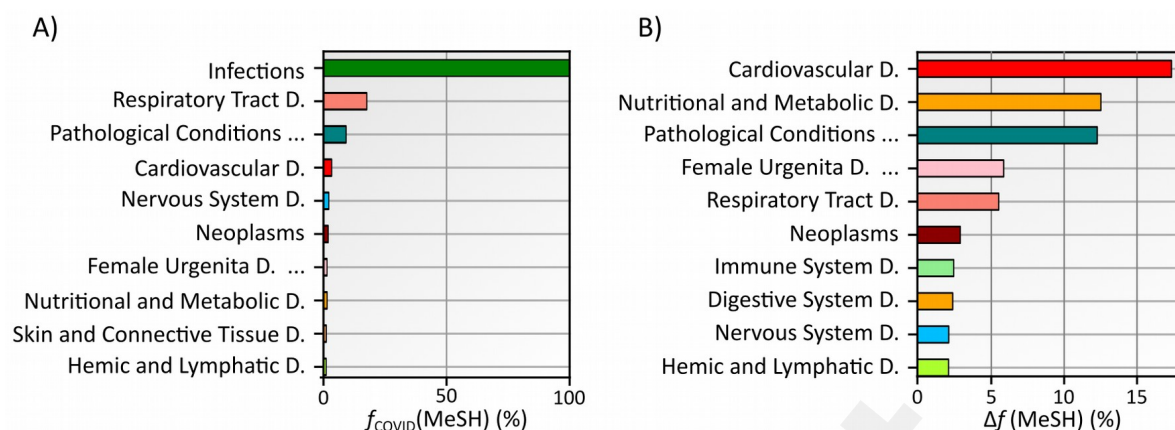 A)
Infections
Respiratory Tract D.
Pathological Conditions ...
Cardiovascular D.
Nervous System D.
Neoplasms
Female Urgenita D. ...
Nutritional and Metabolic D.
Skin and Connective Tissue D.
Hemic and Lymphatic D.
0 50 100
fCOVID(MeSH) (%)
B)
Cardiovascular D.
Nutritional and Metabolic D.
Pathological Conditions ...
Female Urgenita D. ...
Respiratory Tract D.
Neoplasms
Immune System D.
Digestive System D.
Nervous System D.
Hemic and Lymphatic D.
0 5 10 15
Δf (MeSH) (%)